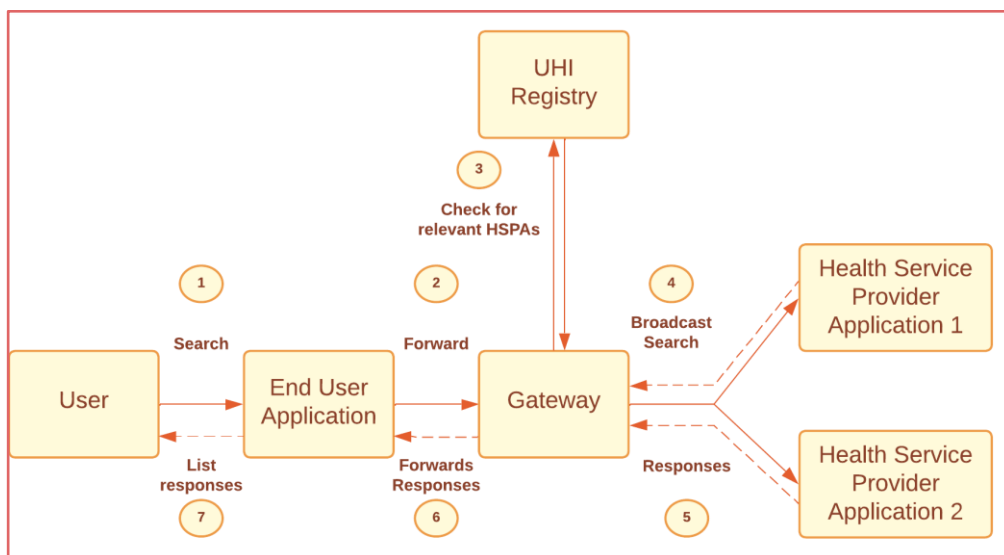 UHI
Registry
3
Check for
relevant HSPAs
1
2
4
Search
Forward
Broadcast
Search
Health Service
Provider
Application 1
User
End User
Application
Gateway
List
responses
Forwards
Responses
Responses
Health Service
Provider
Application 2
7
6
5